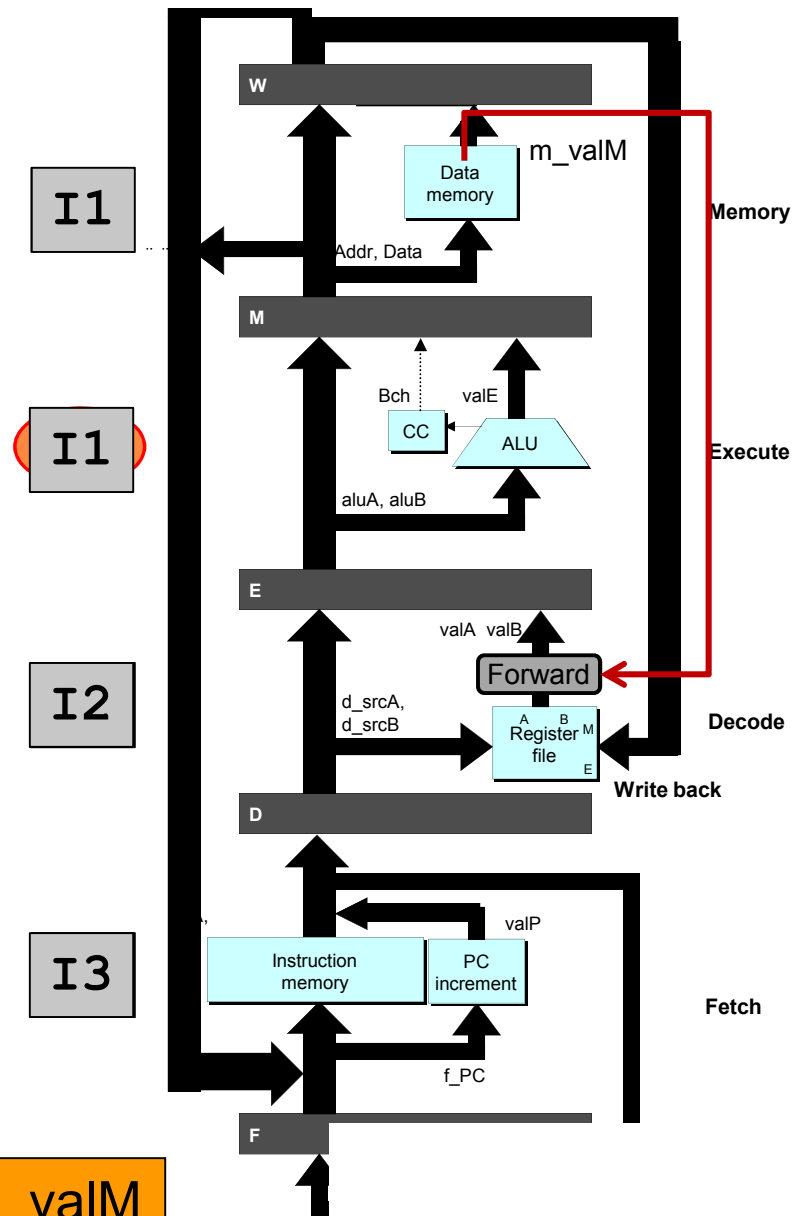 W
m_valM
Data
memory
I1
Memory
Addr, Data
M
Bch
valE
CC
ALU
I1
Execute
aluA, aluB
E
valA valB
Forward
I2
d_srcA,
d_srcB
A B
M
Register
file
E
Decode
Write back
D
valP
I3
Instruction
memory
PC
increment
Fetch
f_PC
F
valM